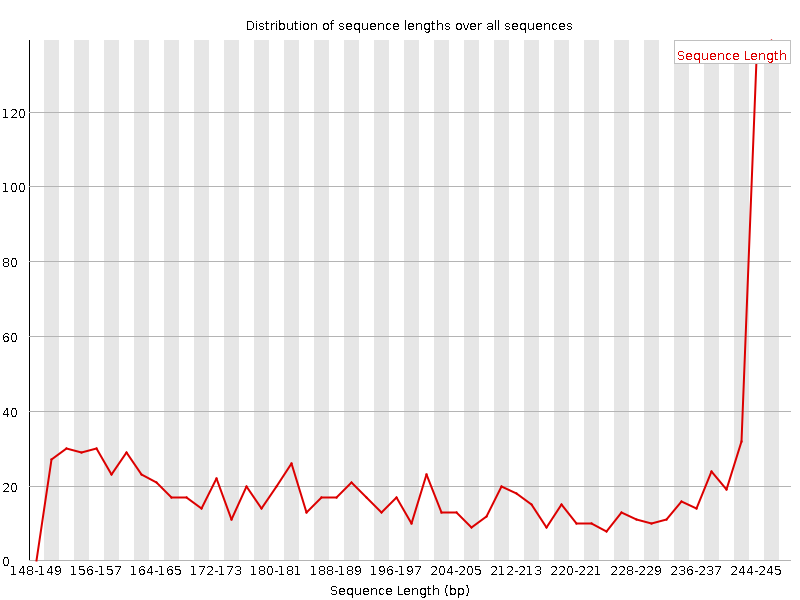 Distribution of sequence lengths over all sequences
Sequence Length
120
100
80
60
40
20
0
148-149 156-157 164-165 172-173 180-181 188-189 196-197 204-205 212-213 220-221 228-229 236-237 244-245
Sequence Length (bp)